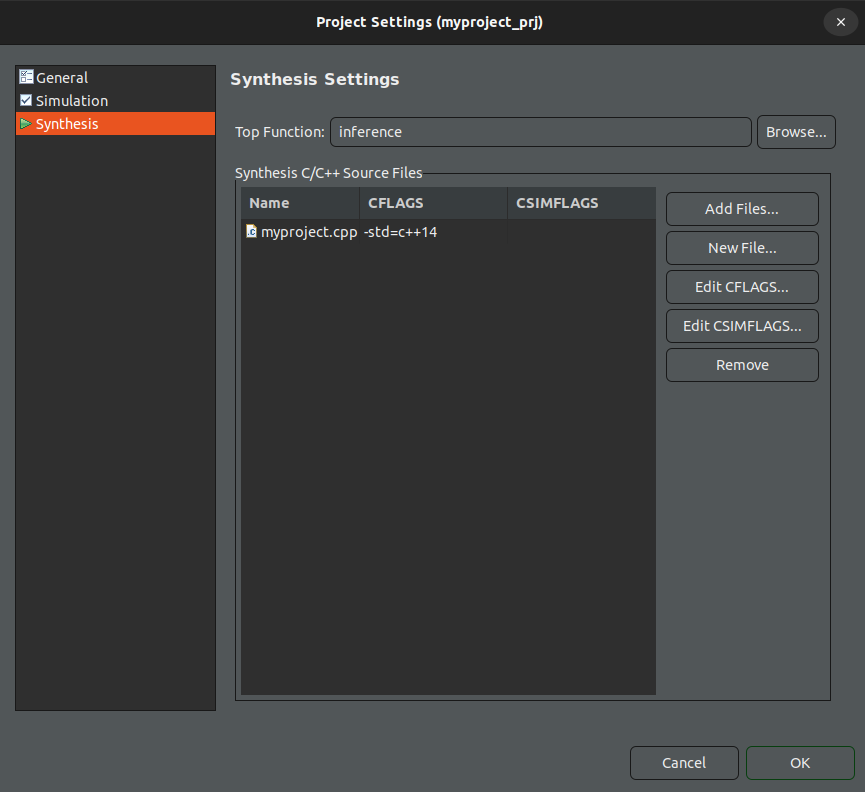 Project Settings (myproject_prj)
General
Simulation
Synthesis
Synthesis Settings
Top Function: inference Browse...
Synthesis C/C++ Source Files
Name CFLAGS CSIMFLAGS
myproject.cpp -std=c++14
Add Files...
New File...
Edit CFLAGS...
Edit CSIMFLAGS...
Remove
Cancel OK